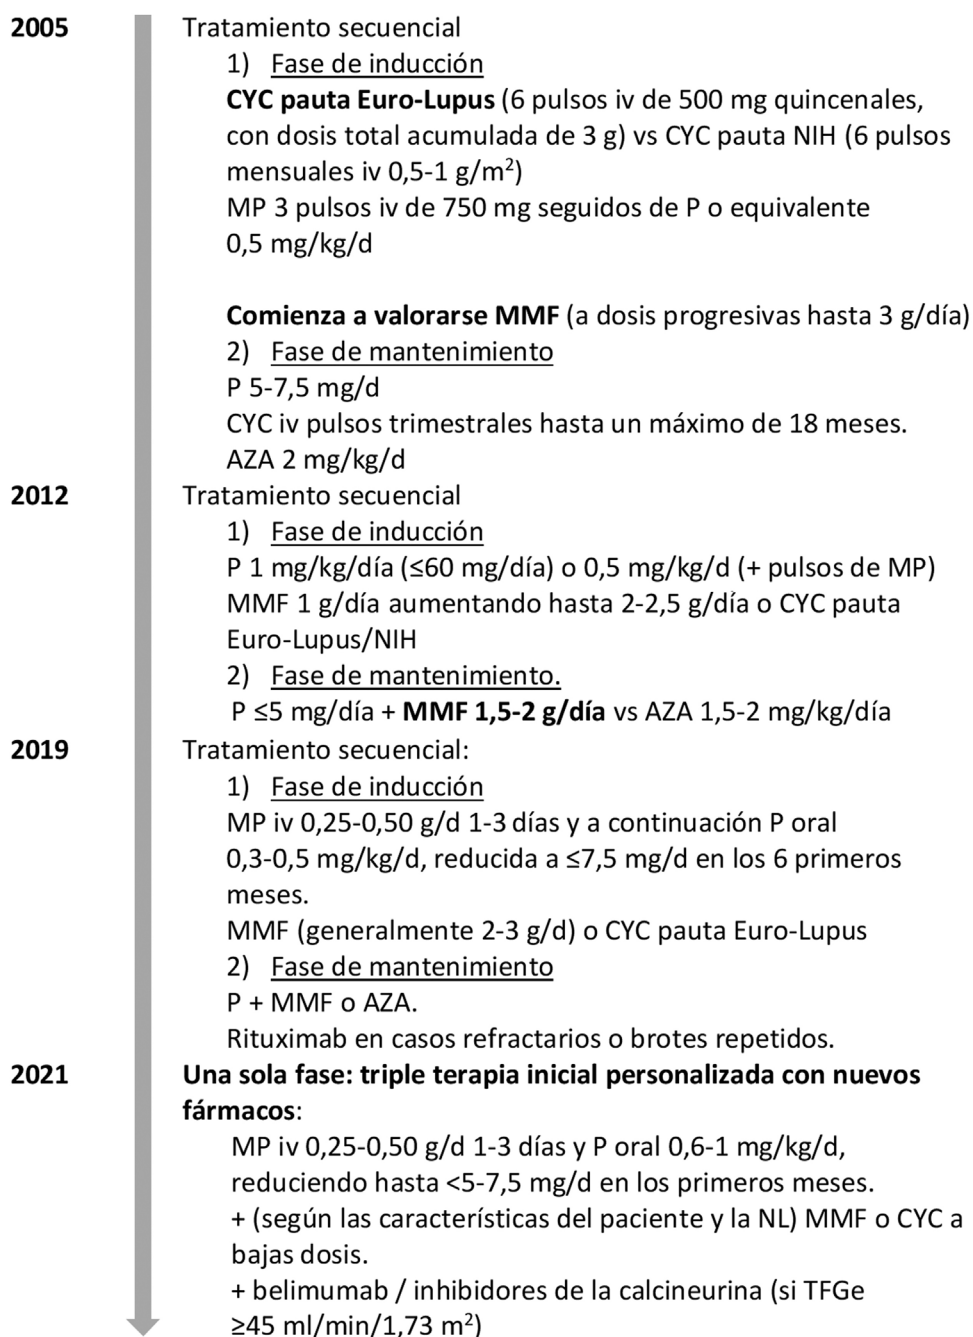 2005 Tratamiento secuencial
1) Fase de inducción
CYC pauta Euro-Lupus (6 pulsos iv de 500 mg quincenales,
con dosis total acumulada de 3 g) vs CYC pauta NIH (6 pulsos
mensuales iv 0,5-1 g/m²)
MP 3 pulsos iv de 750 mg seguidos de P o equivalente
0,5 mg/kg/d
Comienza a valorarse MMF (a dosis progresivas hasta 3 g/día)
2) Fase de mantenimiento
P 5-7,5 mg/d
CYC iv pulsos trimestrales hasta un máximo de 18 meses.
AZA 2 mg/kg/d
2012 Tratamiento secuencial
1) Fase de inducción
P 1 mg/kg/día (≤60 mg/día) o 0,5 mg/kg/d (+ pulsos de MP)
MMF 1 g/día aumentando hasta 2-2,5 g/día o CYC pauta
Euro-Lupus/NIH
2) Fase de mantenimiento.
P ≤5 mg/día + MMF 1,5-2 g/día vs AZA 1,5-2 mg/kg/día
2019 Tratamiento secuencial:
1) Fase de inducción
MP iv 0,25-0,50 g/d 1-3 días y a continuación P oral
0,3-0,5 mg/kg/d, reducida a ≤7,5 mg/d en los 6 primeros
meses.
MMF (generalmente 2-3 g/d) o CYC pauta Euro-Lupus
2) Fase de mantenimiento
P + MMF o AZA.
Rituximab en casos refractarios o brotes repetidos.
2021 Una sola fase: triple terapia inicial personalizada con nuevos
fármacos:
MP iv 0,25-0,50 g/d 1-3 días y P oral 0,6-1 mg/kg/d,
reduciendo hasta <5-7,5 mg/d en los primeros meses.
+ (según las características del paciente y la NL) MMF o CYC a
bajas dosis.
+ belimumab / inhibidores de la calcineurina (si TFGe
≥45 ml/min/1,73 m²)